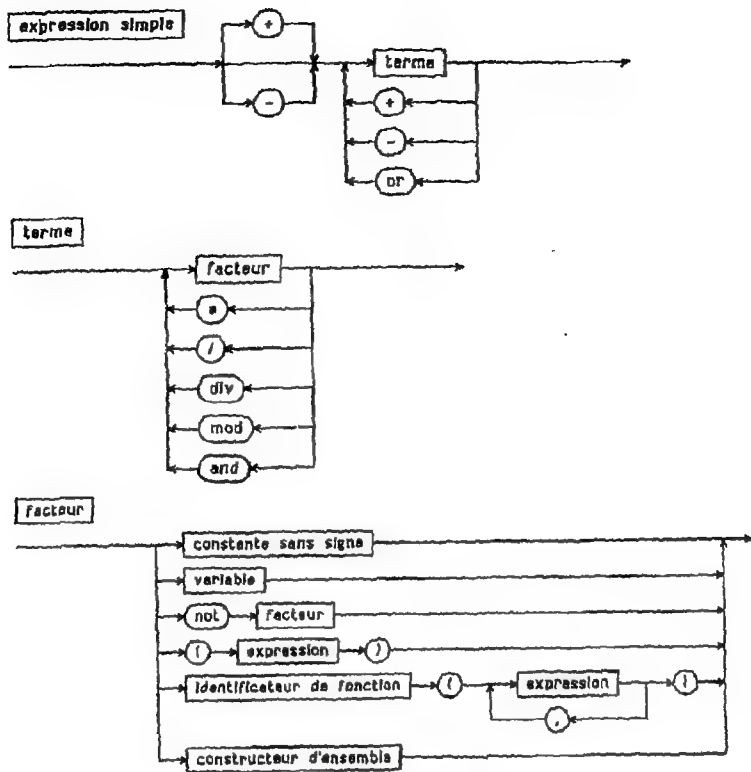 expression simple
+
-
terme
+
-
or
terme
facteur
*
/
div
mod
and
facteur
constante sans signe
variable
not facteur
( expression )
identificateur de fonction ( expression )
,
constructeur d'ensemble